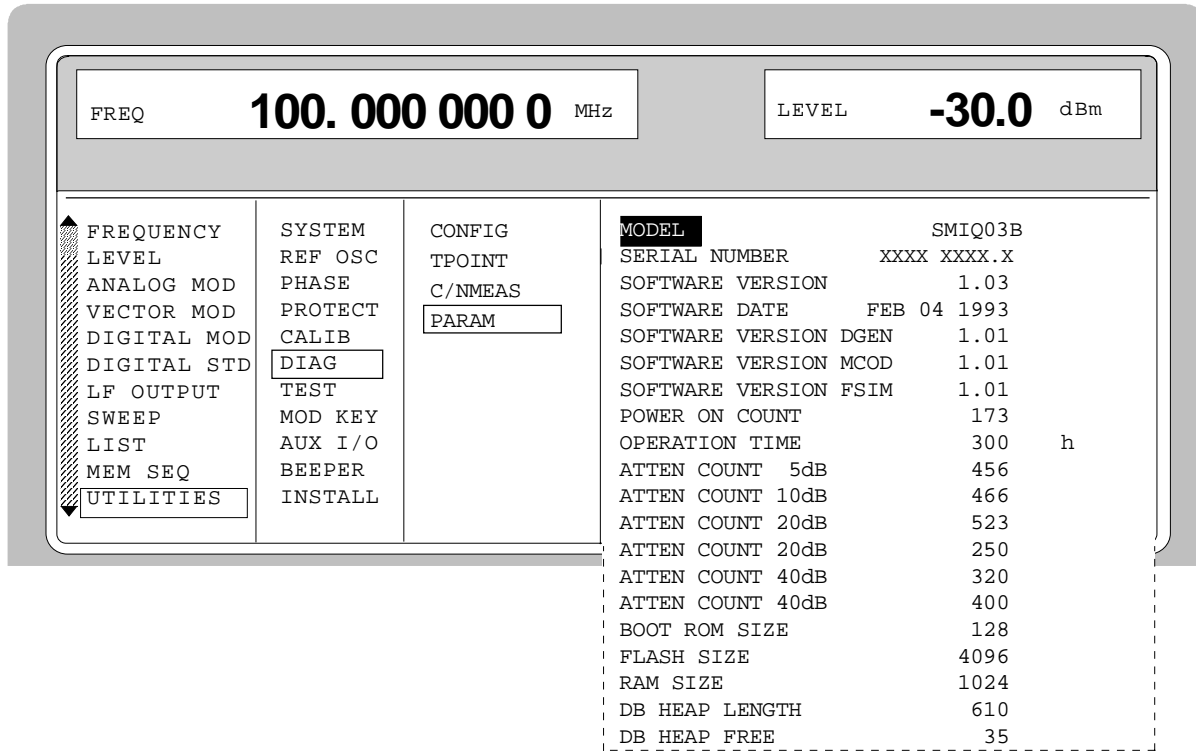 FREQ 100. 000 000 0 MHz LEVEL -30.0 dBm
FREQUENCY
LEVEL
ANALOG MOD
VECTOR MOD
DIGITAL MOD
DIGITAL STD
LF OUTPUT
SWEEP
LIST
MEM SEQ
UTILITIES
SYSTEM
REF OSC
PHASE
PROTECT
CALIB
DIAG
TEST
MOD KEY
AUX I/O
BEEPER
INSTALL
CONFIG
TPOINT
C/NMEAS
PARAM
MODEL SMIQ03B
SERIAL NUMBER XXXX XXXX.X
SOFTWARE VERSION 1.03
SOFTWARE DATE FEB 04 1993
SOFTWARE VERSION DGEN 1.01
SOFTWARE VERSION MCOD 1.01
SOFTWARE VERSION FSIM 1.01
POWER ON COUNT 173
OPERATION TIME 300 h
ATTEN COUNT 5dB 456
ATTEN COUNT 10dB 466
ATTEN COUNT 20dB 523
ATTEN COUNT 20dB 250
ATTEN COUNT 40dB 320
ATTEN COUNT 40dB 400
BOOT ROM SIZE 128
FLASH SIZE 4096
RAM SIZE 1024
DB HEAP LENGTH 610
DB HEAP FREE 35